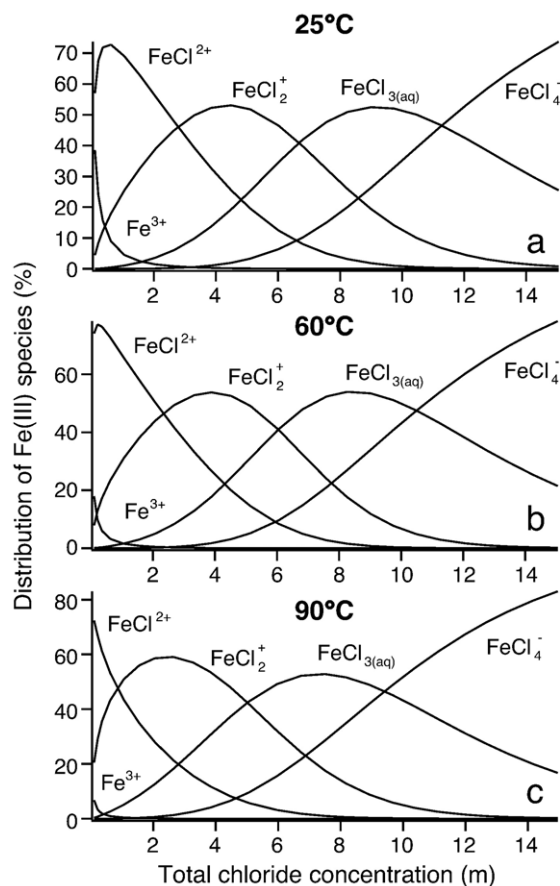 25°C
70
60
50
40
30
20
10
0
FeCl²⁺
FeCl₂⁺
FeCl₃₍aq₎
FeCl₄⁻
Fe³⁺
a
2 4 6 8 10 12 14
60°C
60
40
20
0
FeCl²⁺
FeCl₂⁺
FeCl₃₍aq₎
FeCl₄⁻
Fe³⁺
b
2 4 6 8 10 12 14
90°C
80
60
40
20
0
FeCl²⁺
FeCl₂⁺
FeCl₃₍aq₎
FeCl₄⁻
Fe³⁺
c
2 4 6 8 10 12 14
Distribution of Fe(III) species (%)
Total chloride concentration (m)